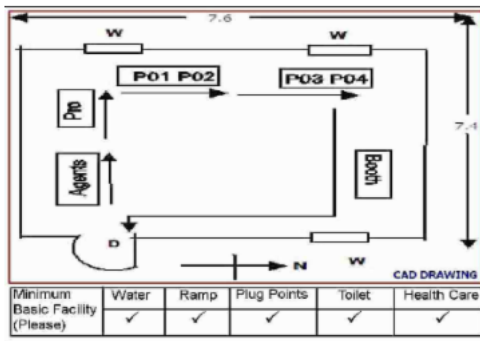 7.6
W W
P01 P02 P03 P04
Pro
7.4
Agents
Booth
D
N W
CAD DRAWING
Minimum Basic Facility (Please) Water Ramp Plug Points Toilet Health Care
✓ ✓ ✓ ✓ ✓